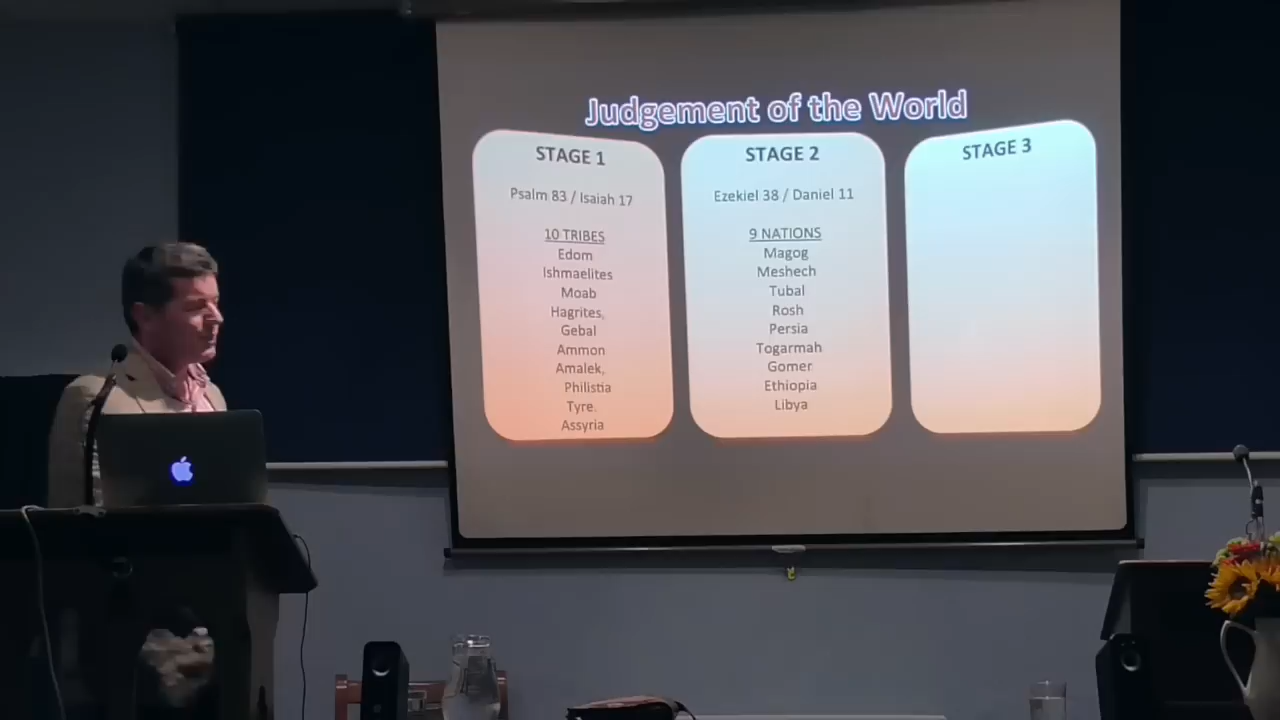 Judgement of the World
STAGE 1
Psalm 83 / Isaiah 17
10 TRIBES
Edom
Ishmaelites
Moab
Hagrites,
Gebal
Ammon
Amalek,
Philistia
Tyre.
Assyria
STAGE 2
Ezekiel 38 / Daniel 11
9 NATIONS
Magog
Meshech
Tubal
Rosh
Persia
Togarmah
Gomer
Ethiopia
Libya
STAGE 3